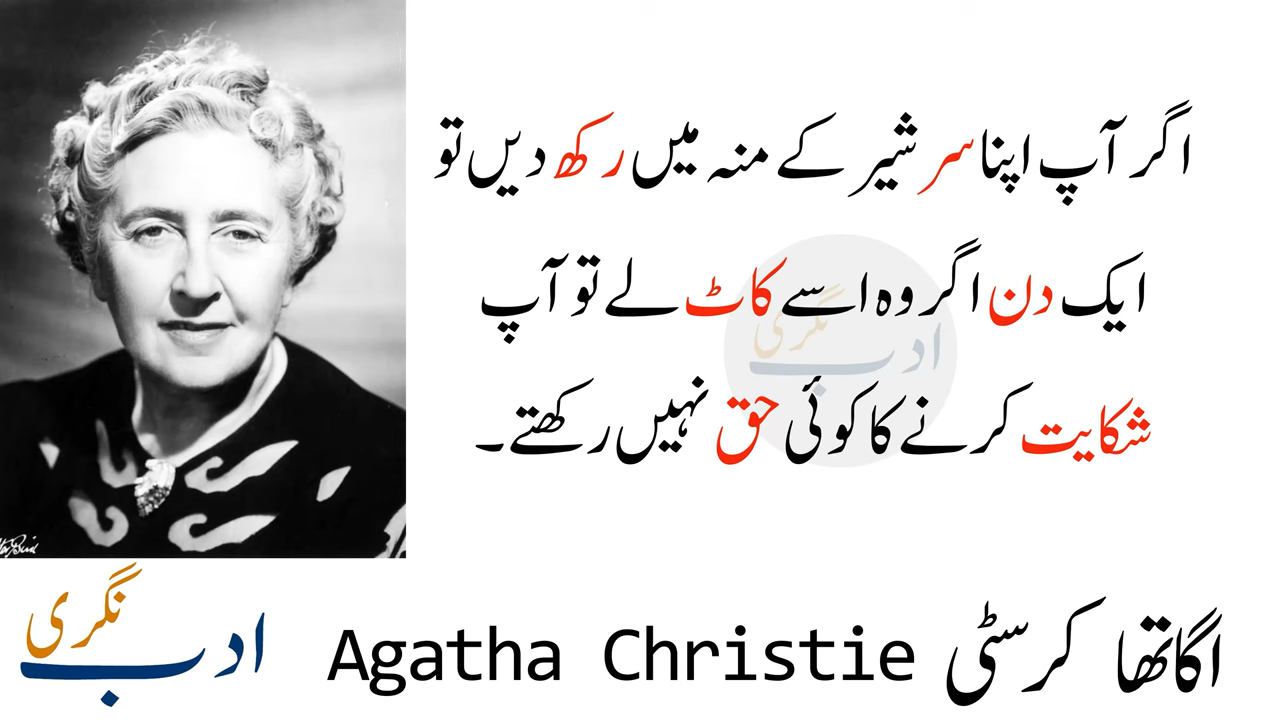 اگر آپ اپنا سر شیر کے منہ میں رکھ دیں تو
ایک دن اگر وہ اسے کاٹ لے تو آپ
شکایت کرنے کا کوئی حق نہیں رکھتے۔
ادب نگری
اگاتھا کرسٹی Agatha Christie
ادب نگری